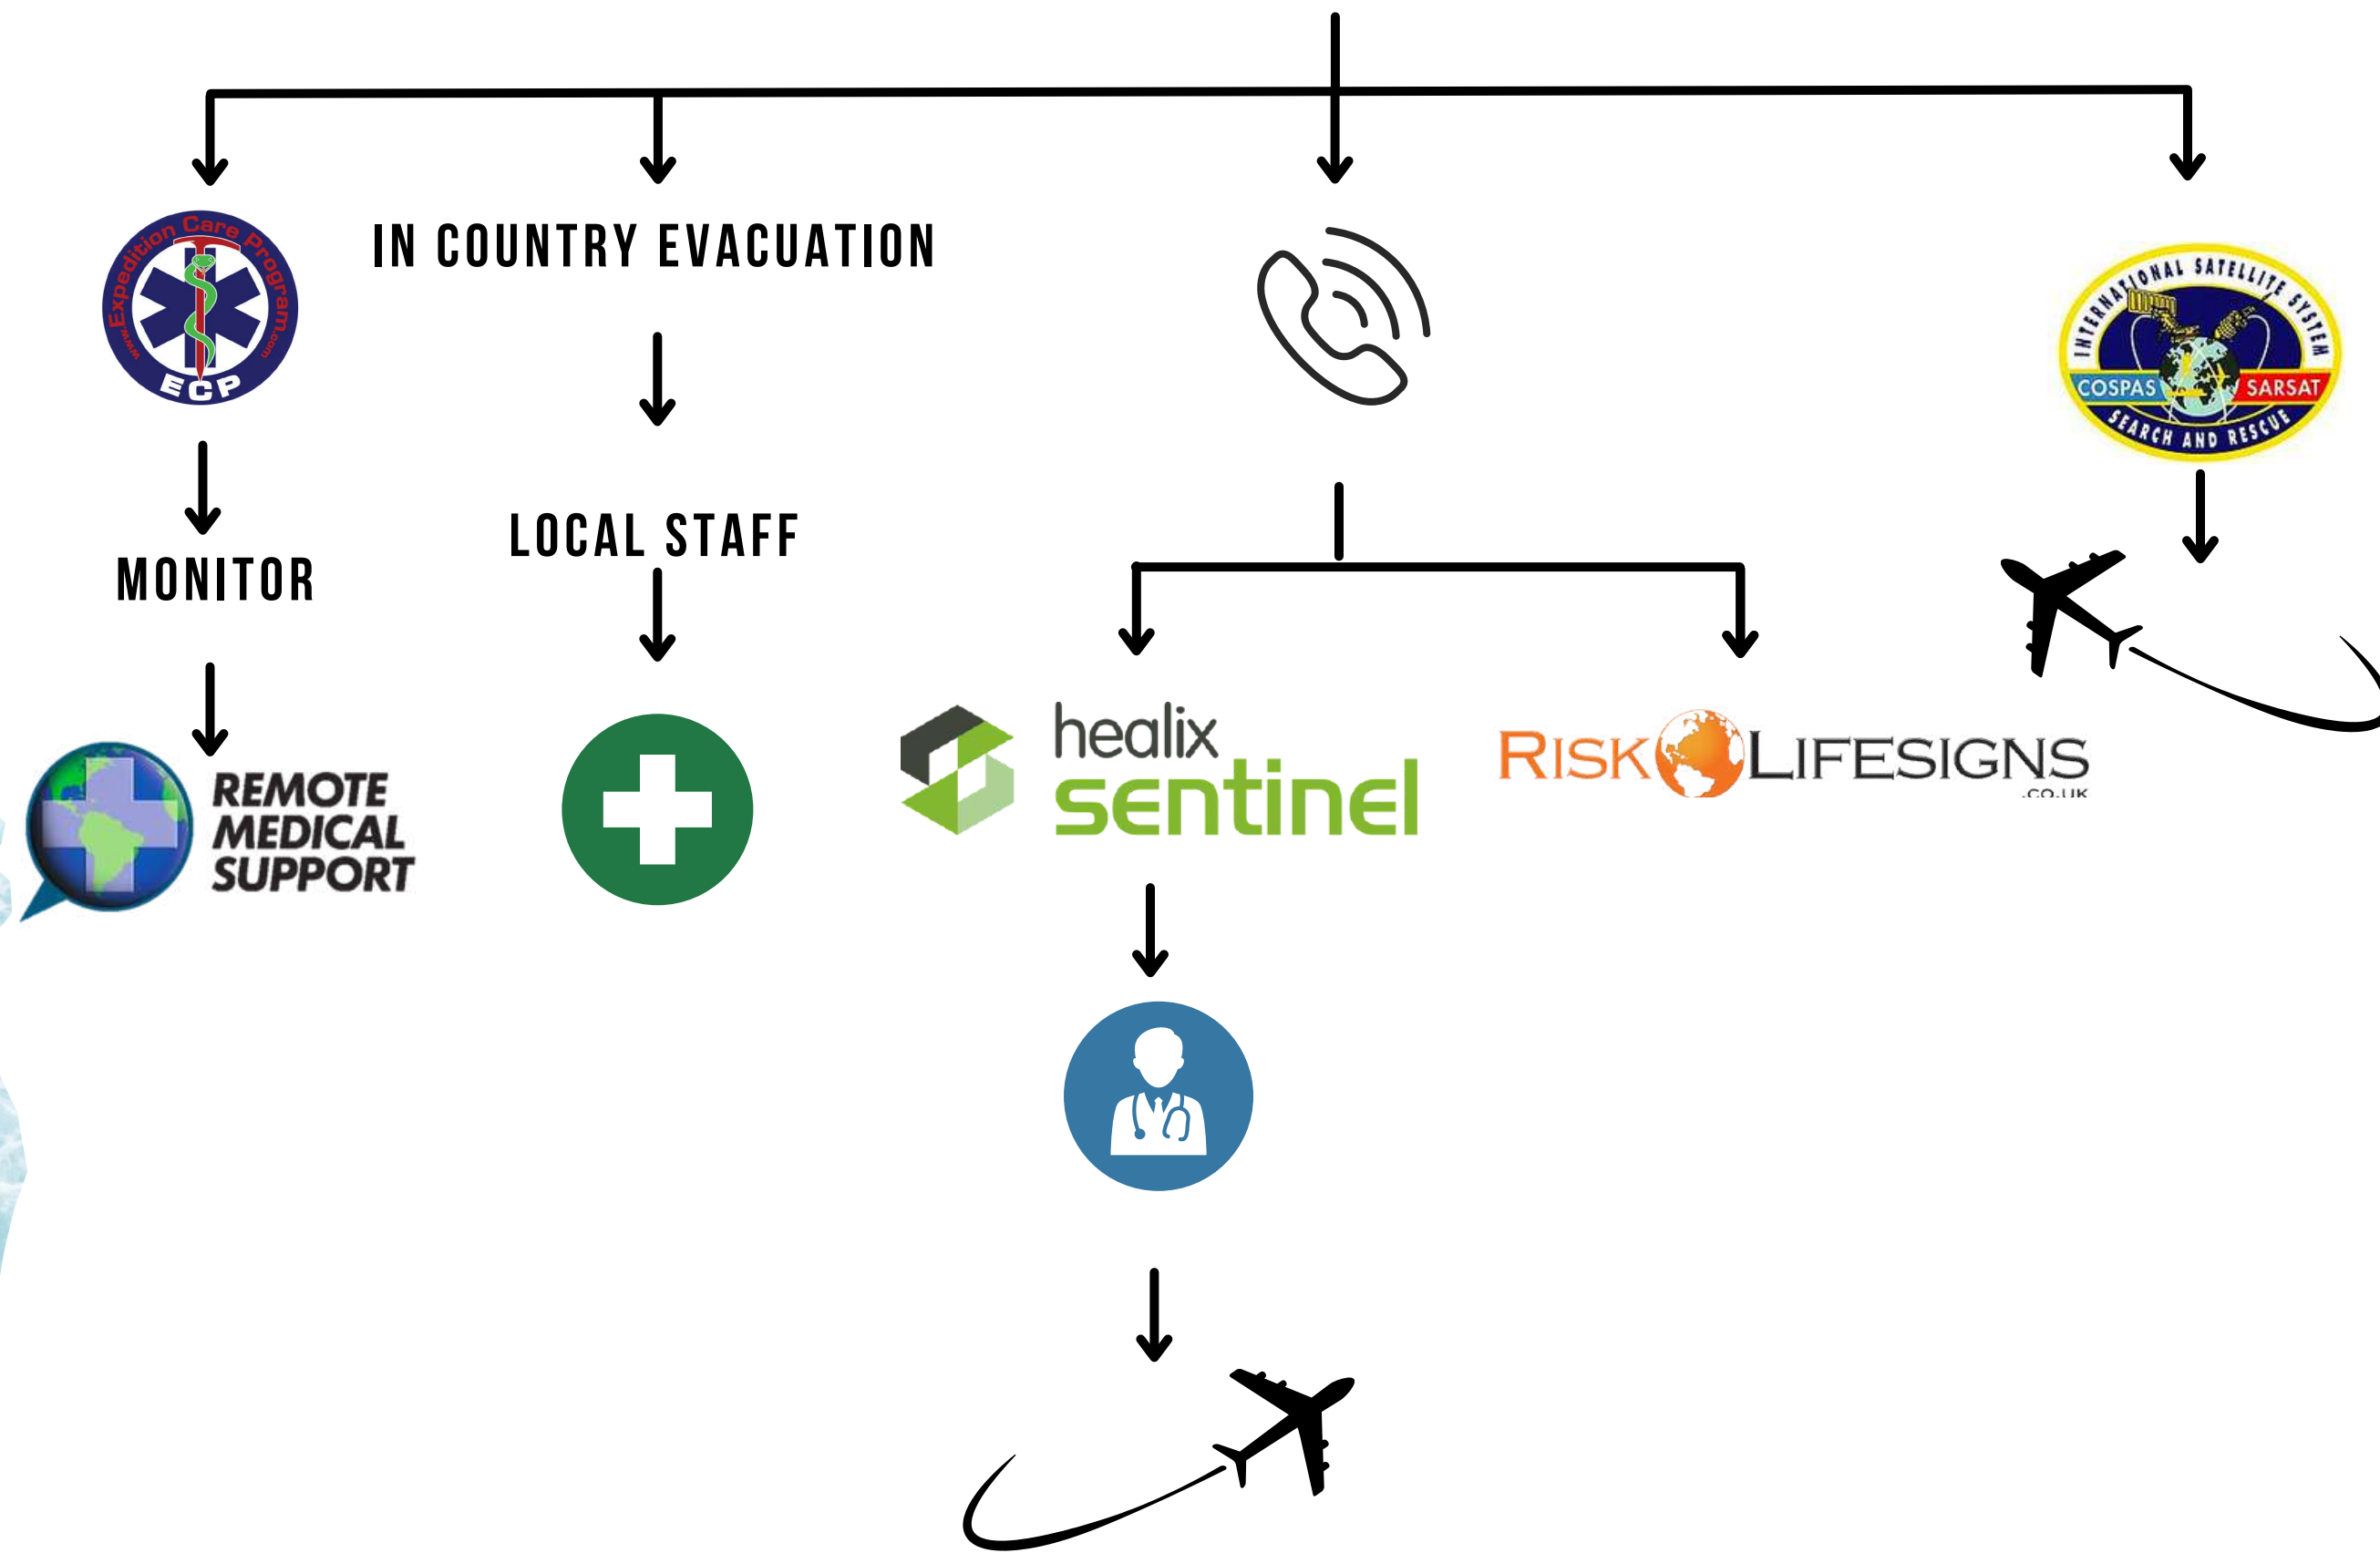 www.Expedition Care Program.com
ECP
IN COUNTRY EVACUATION
INTERNATIONAL SATELLITE SYSTEM
COSPAS SARSAT
SEARCH AND RESCUE
LOCAL STAFF
MONITOR
REMOTE
MEDICAL
SUPPORT
healix
sentinel
RISK LIFESIGNS
.CO.UK